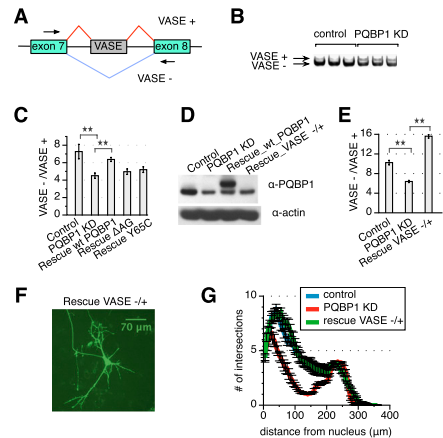 A
VASE +
exon 7
VASE
exon 8
VASE -
B
control PQBP1 KD
VASE +
VASE -
C
VASE -/VASE +
8
6
4
2
0
**
**
Control
PQBP1 KD
Rescue wt PQBP1
Rescue ΔAG
Rescue Y65C
D
Control
PQBP1 KD
Rescue_wt_PQBP1
Rescue_VASE -/+
α-PQBP1
α-actin
E
VASE -/VASE +
16
12
8
4
0
**
**
Control
PQBP1 KD
Rescue VASE -/+
F
Rescue VASE -/+
70 μm
G
control
PQBP1 KD
rescue VASE -/+
# of intersections
10
5
0
0 100 200 300 400
distance from nucleus (μm)